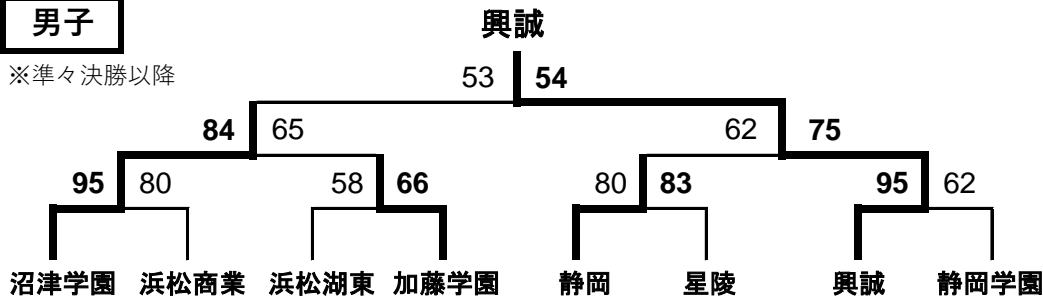 男子
興誠
※準々決勝以降
53 54
84 65 62 75
95 80 58 66 80 83 95 62
沼津学園 浜松商業 浜松湖東 加藤学園 静岡 星陵 興誠 静岡学園